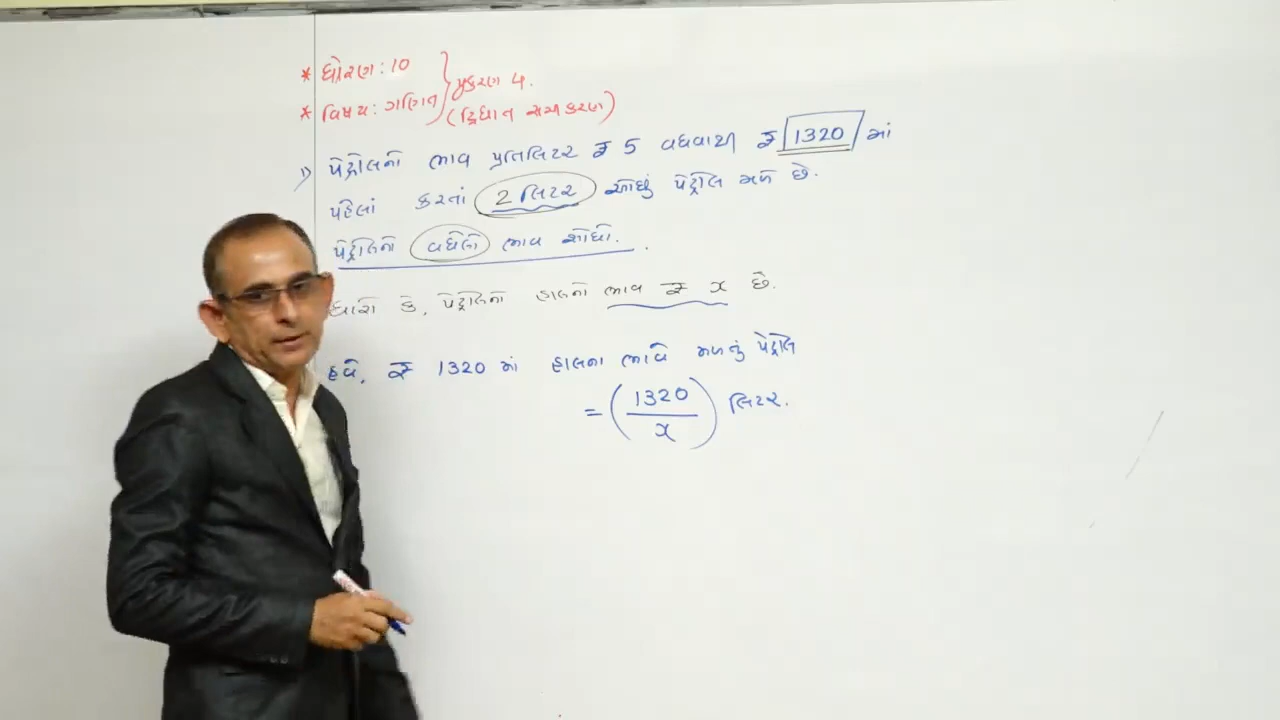 * ધોરણ : 10
* વિષય : ગણિત } પ્રકરણ 4.
(દ્વિઘાત સમીકરણ)
1) પેટ્રોલનો ભાવ પ્રતિલિટર ₹ 5 વધવાથી ₹ 1320 માં
પહેલાં કરતાં 2 લિટર ઓછું પેટ્રોલ મળે છે.
પેટ્રોલનો વધેલો ભાવ શોધો.
ધારો કે, પેટ્રોલનો હાલનો ભાવ ₹ x છે.
હવે, ₹ 1320 માં હાલના ભાવે મળતું પેટ્રોલ
= (1320/x) લિટર.